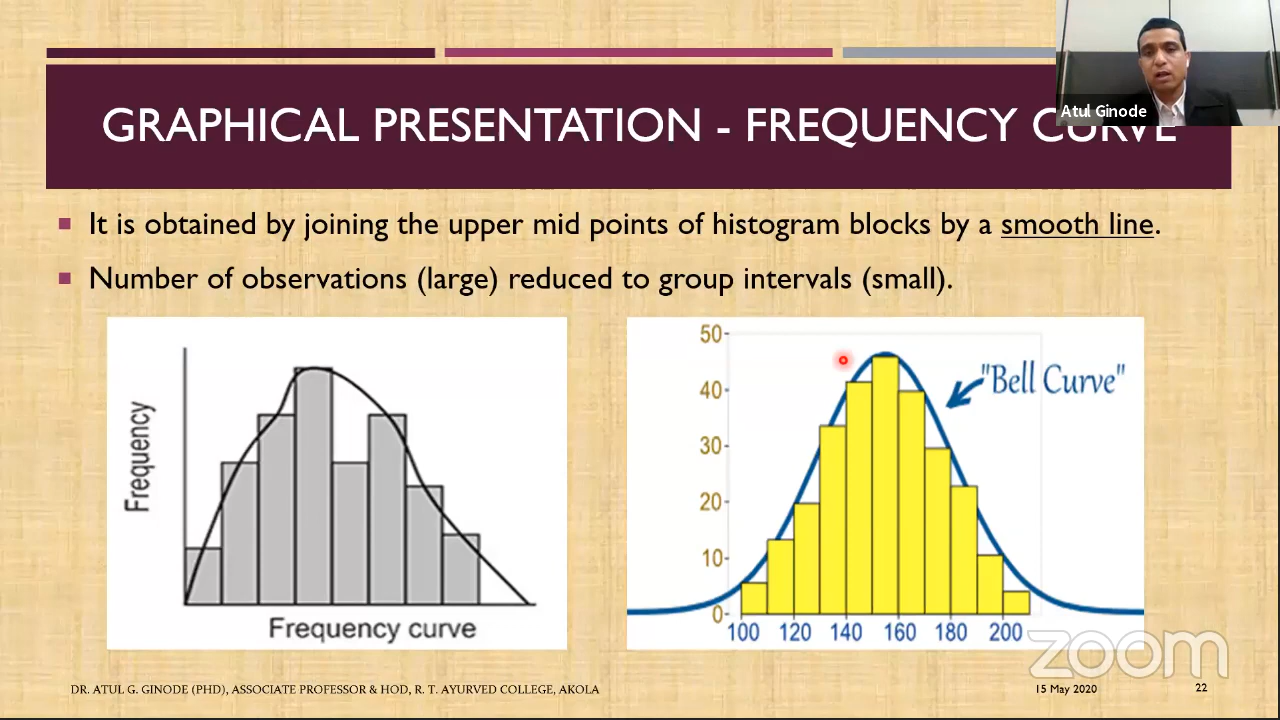 GRAPHICAL PRESENTATION - FREQUENCY CURVE
Atul Ginode
It is obtained by joining the upper mid points of histogram blocks by a smooth line.
Number of observations (large) reduced to group intervals (small).
Frequency
Frequency curve
50
40
30
20
10
0
"Bell Curve"
100 120 140 160 180 200
zoom
DR. ATUL G. GINODE (PHD), ASSOCIATE PROFESSOR & HOD, R. T. AYURVED COLLEGE, AKOLA
15 May 2020
22